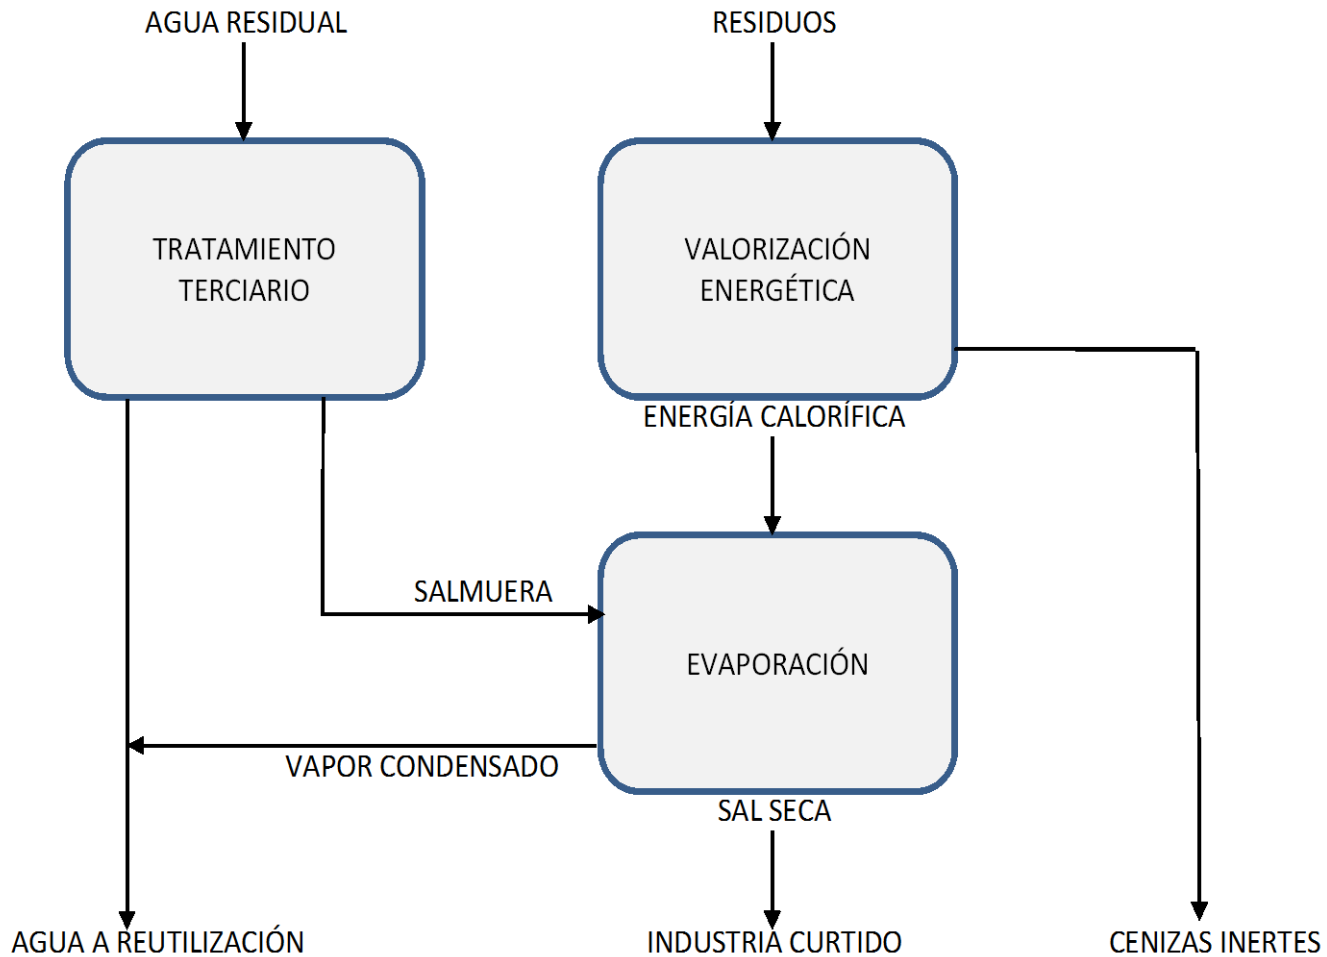 AGUA RESIDUAL
RESIDUOS
TRATAMIENTO
TERCIARIO
VALORIZACIÓN
ENERGÉTICA
ENERGÍA CALORÍFICA
SALMUERA
EVAPORACIÓN
VAPOR CONDENSADO
SAL SECA
AGUA A REUTILIZACIÓN
INDUSTRIA CURTIDO
CENIZAS INERTES